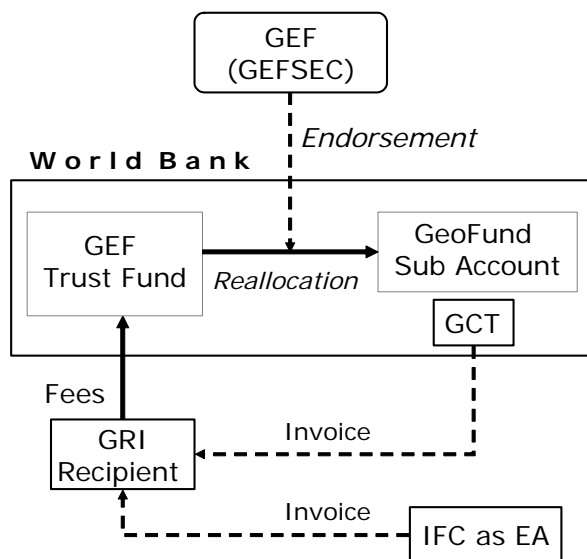 GEF
(GEFSEC)
Endorsement
World Bank
GEF
Trust Fund
Reallocation
GeoFund
Sub Account
GCT
Fees
GRI
Recipient
Invoice
Invoice
IFC as EA